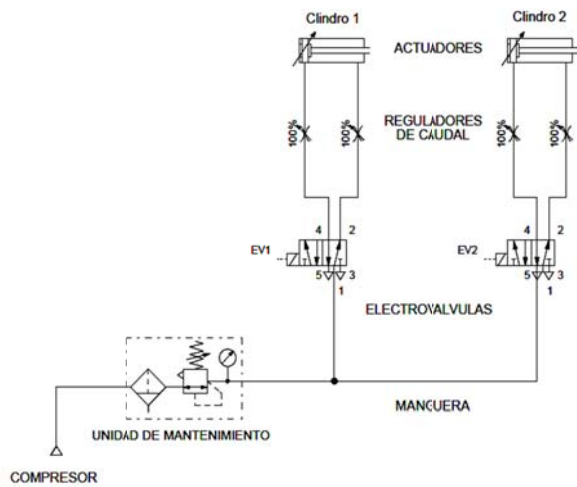 Clindro 1
Clindro 2
ACTUADORES
100%
100%
REGULADORES
DE CAUDAL
100%
100%
4
2
4
2
EV1
EV2
5
3
5
3
1
1
ELECTROVALVULAS
MANGUERA
UNIDAD DE MANTENIMIENTO
COMPRESOR